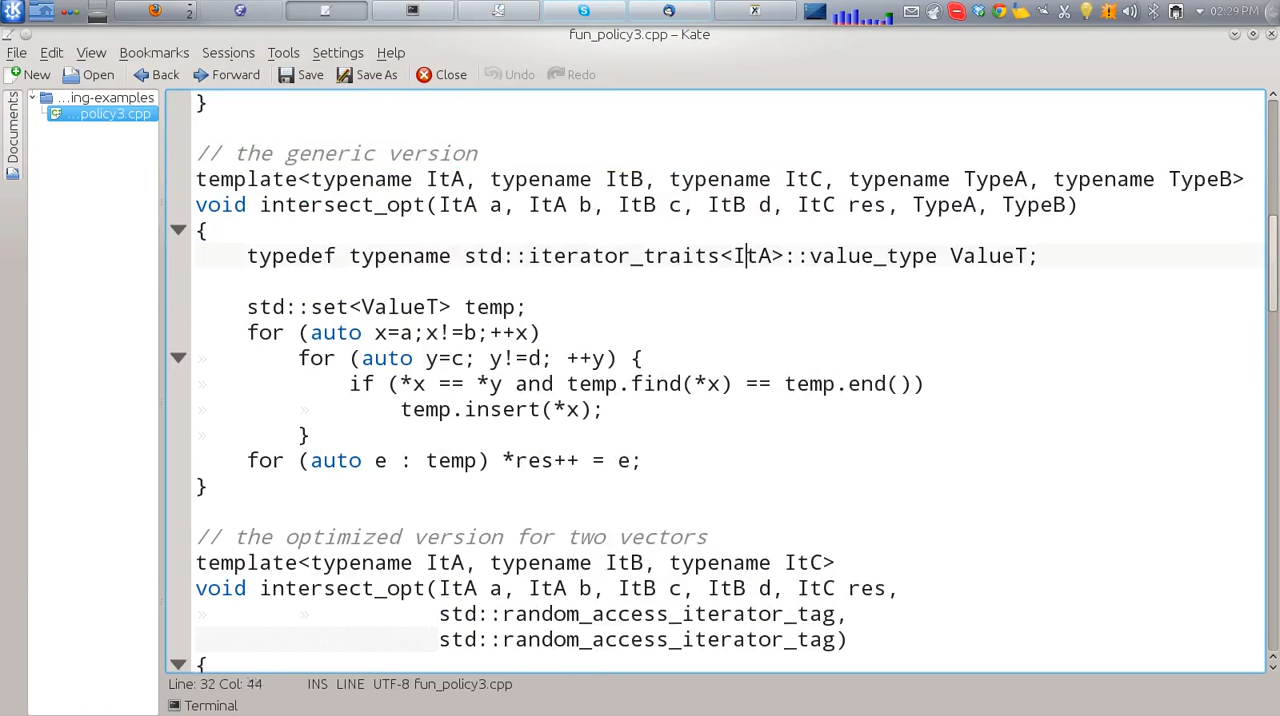 02:29 PM
fun_policy3.cpp – Kate
File Edit View Bookmarks Sessions Tools Settings Help
New Open Back Forward Save Save As Close Undo Redo
Documents
...ing-examples
...policy3.cpp
}
// the generic version
template<typename ItA, typename ItB, typename ItC, typename TypeA, typename TypeB>
void intersect_opt(ItA a, ItA b, ItB c, ItB d, ItC res, TypeA, TypeB)
{
typedef typename std::iterator_traits<ItA>::value_type ValueT;
std::set<ValueT> temp;
for (auto x=a;x!=b;++x)
for (auto y=c; y!=d; ++y) {
if (*x == *y and temp.find(*x) == temp.end())
temp.insert(*x);
}
for (auto e : temp) *res++ = e;
}
// the optimized version for two vectors
template<typename ItA, typename ItB, typename ItC>
void intersect_opt(ItA a, ItA b, ItB c, ItB d, ItC res,
std::random_access_iterator_tag,
std::random_access_iterator_tag)
{
Line: 32 Col: 44 INS LINE UTF-8 fun_policy3.cpp
Terminal